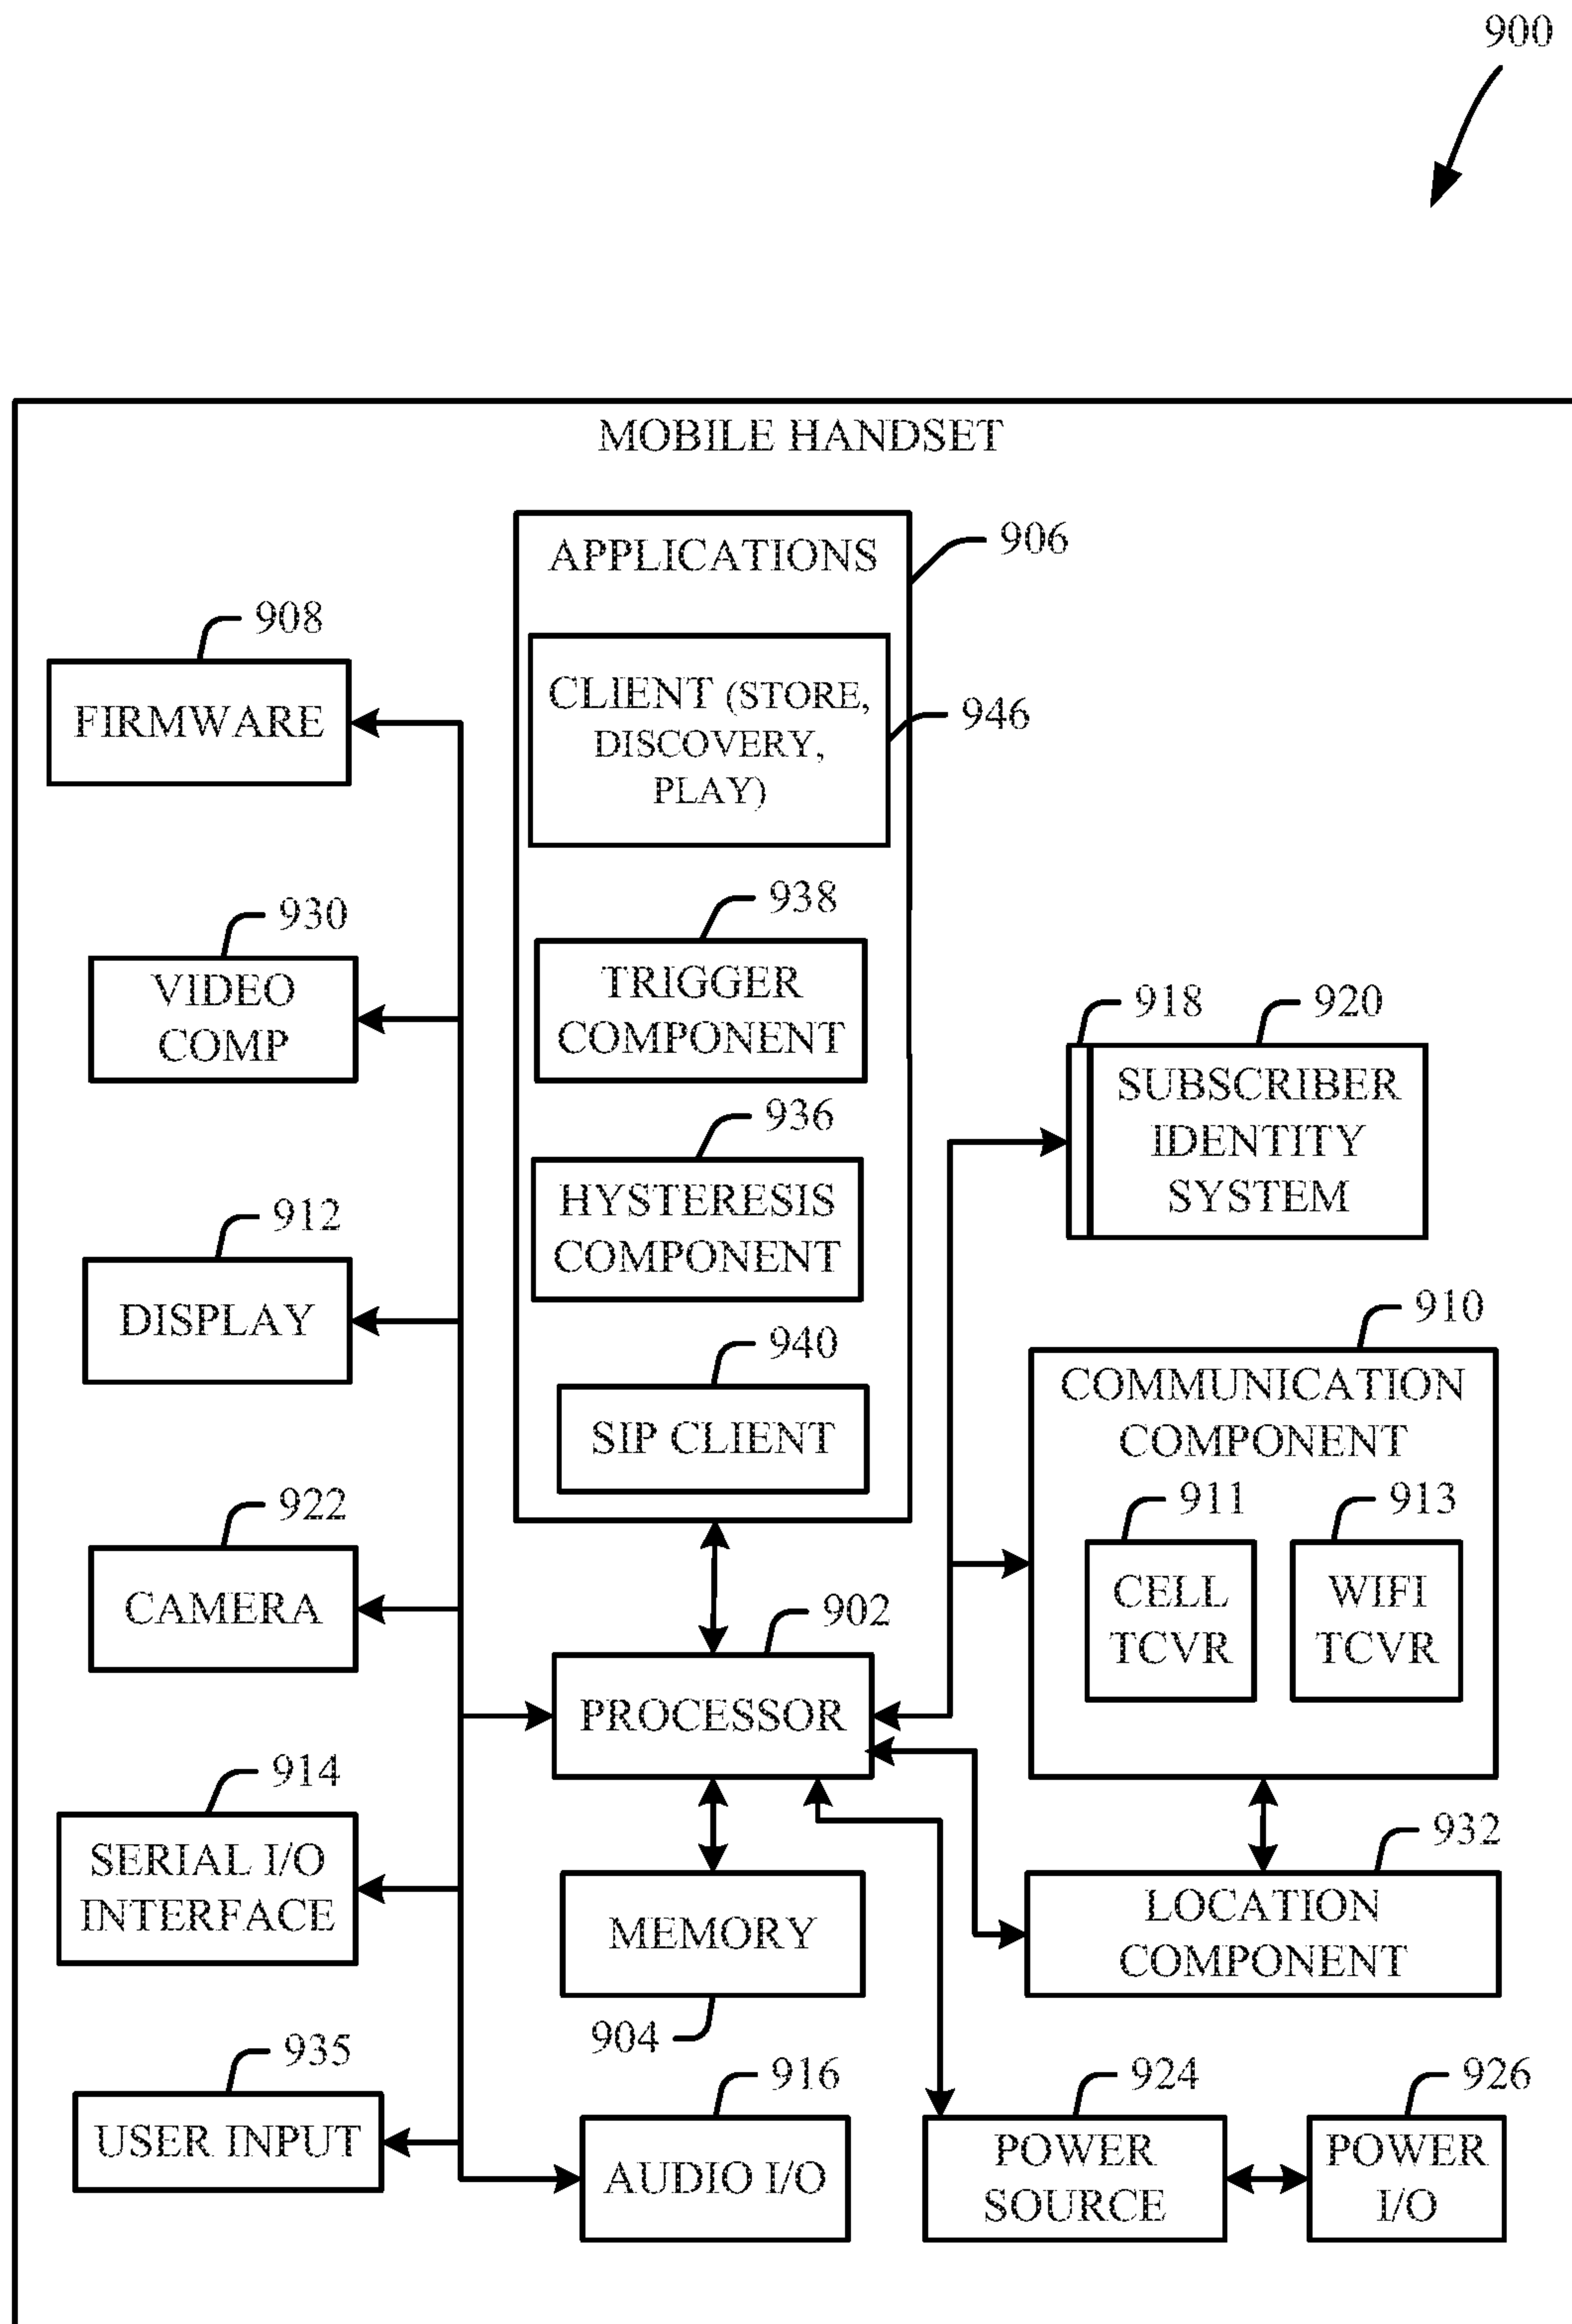 900
MOBILE HANDSET
APPLICATIONS
906
908
FIRMWARE
CLIENT (STORE,
DISCOVERY,
PLAY)
946
938
TRIGGER
COMPONENT
930
VIDEO
COMP
936
HYSTERESIS
COMPONENT
918
920
SUBSCRIBER
IDENTITY
SYSTEM
912
DISPLAY
940
SIP CLIENT
910
COMMUNICATION
COMPONENT
911
CELL
TCVR
913
WIFI
TCVR
922
CAMERA
902
PROCESSOR
914
SERIAL I/O
INTERFACE
MEMORY
904
932
LOCATION
COMPONENT
935
USER INPUT
916
AUDIO I/O
924
POWER
SOURCE
926
POWER
I/O